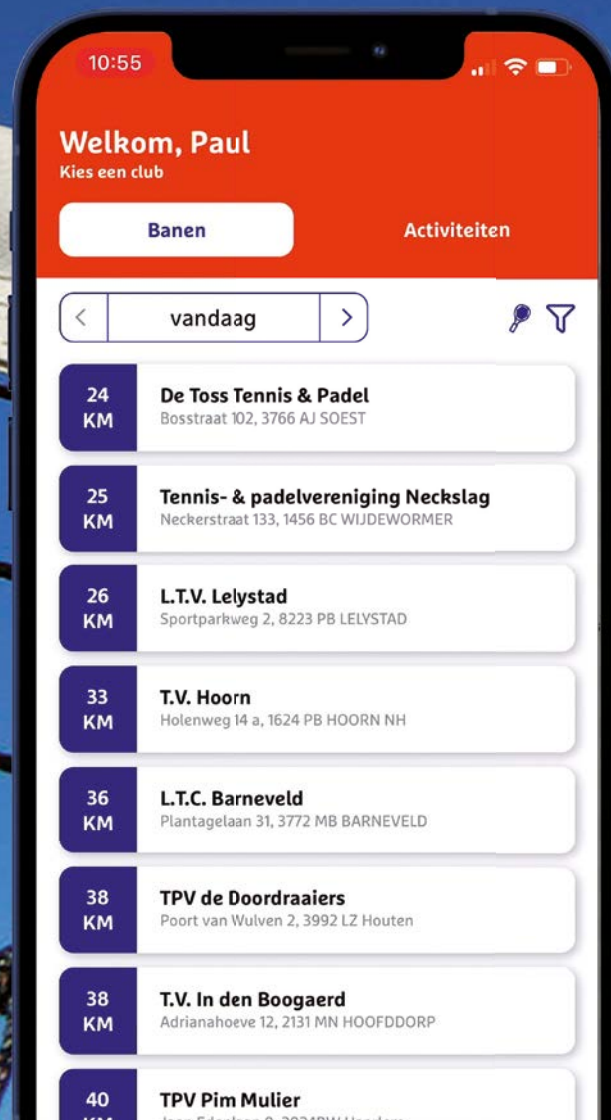 10:55
Welkom, Paul
Kies een club
Banen
Activiteiten
vandaag
24 KM
De Toss Tennis & Padel
Bosstraat 102, 3766 AJ SOEST
25 KM
Tennis- & padelvereniging Neckslag
Neckerstraat 133, 1456 BC WIJDEWORMER
26 KM
L.T.V. Lelystad
Sportparkweg 2, 8223 PB LELYSTAD
33 KM
T.V. Hoorn
Holenweg 14 a, 1624 PB HOORN NH
36 KM
L.T.C. Barneveld
Plantagelaan 31, 3772 MB BARNEVELD
38 KM
TPV de Doordraaiers
Poort van Wulven 2, 3992 LZ Houten
38 KM
T.V. In den Boogaerd
Adrianahoeve 12, 2131 MN HOOFDDORP
40 KM
TPV Pim Mulier